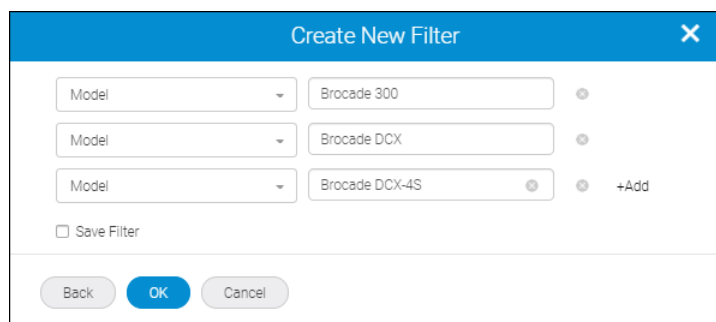 Create New Filter
Model Brocade 300
Model Brocade DCX
Model Brocade DCX-4S +Add
Save Filter
Back OK Cancel